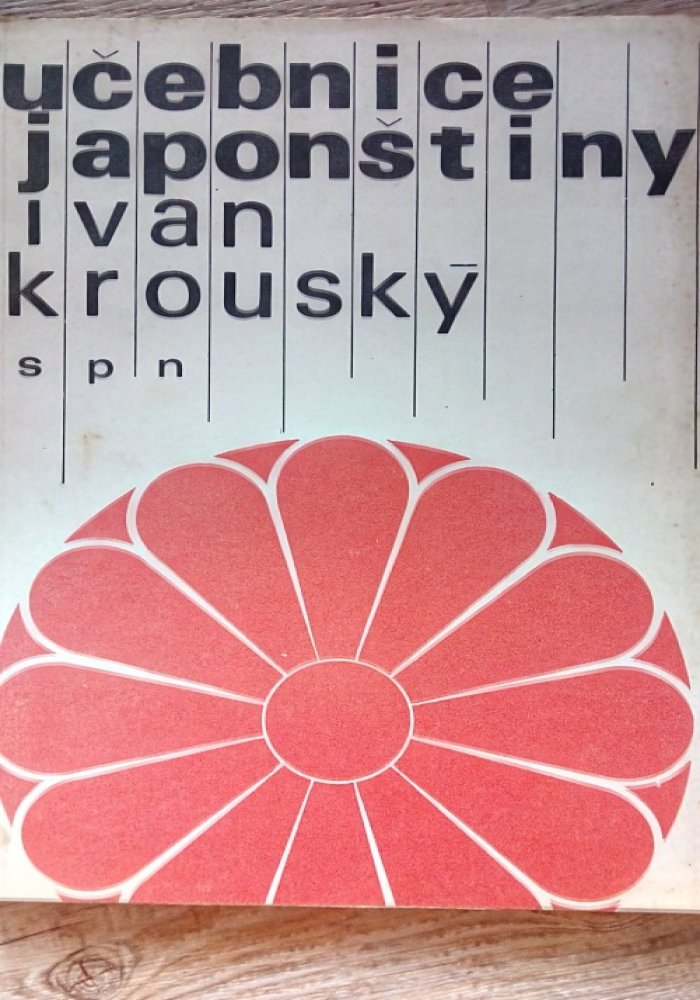 učebnice
japonštiny
ivan
krouský
spn